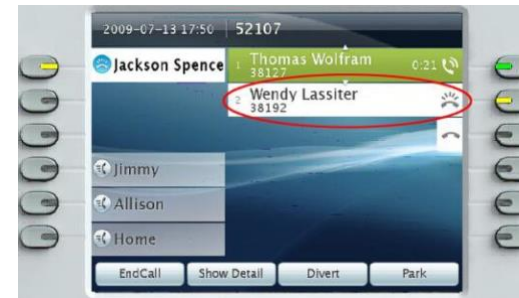 2009-07-13 17:50 52107
Jackson Spence
1 Thomas Wolfram 0:21
38127
2 Wendy Lassiter
38192
Jimmy
Allison
Home
EndCall Show Detail Divert Park